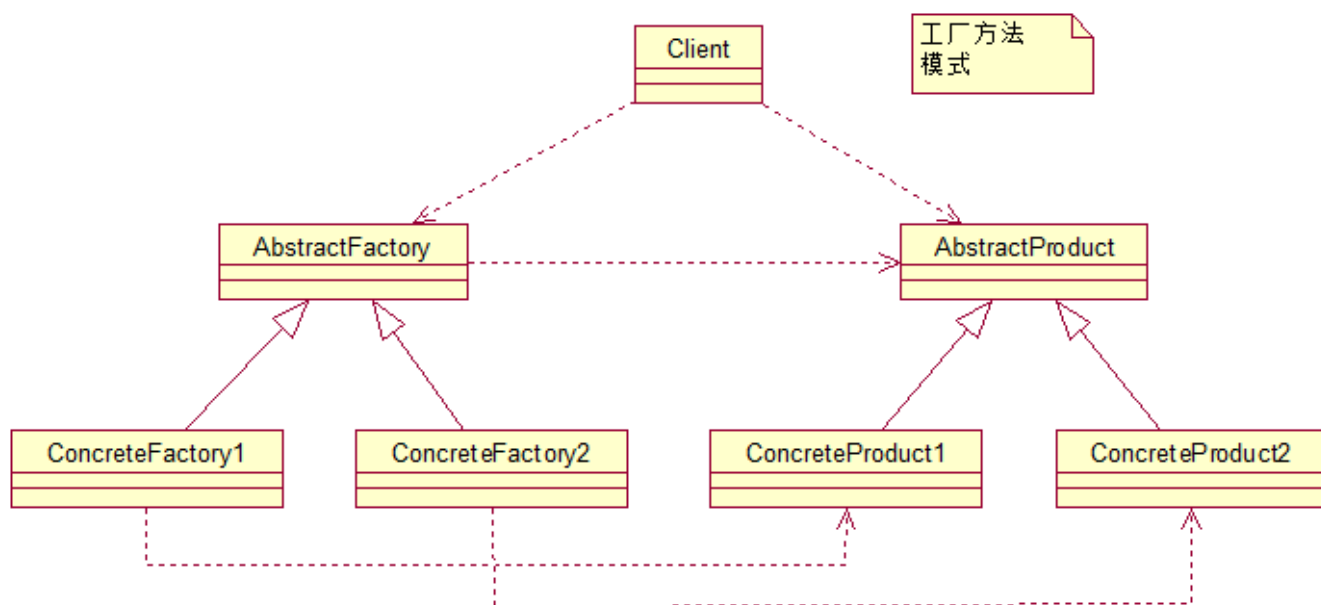 Client
工厂方法
模式
AbstractFactory
AbstractProduct
ConcreteFactory1
ConcreteFactory2
ConcreteProduct1
ConcreteProduct2